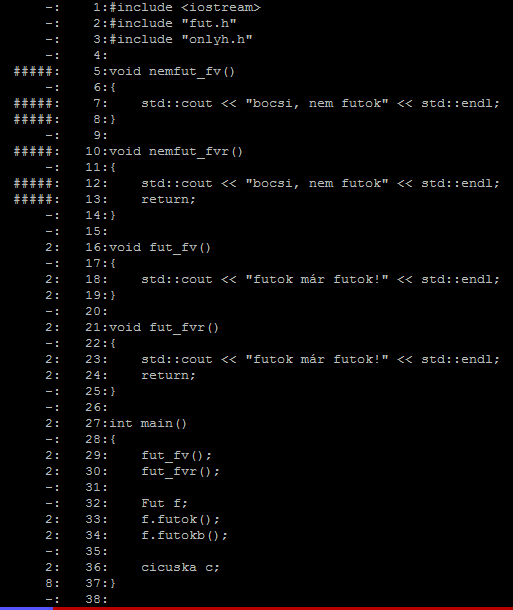 -:    1:#include <iostream>
-:    2:#include "fut.h"
-:    3:#include "onlyh.h"
-:    4:
#####:    5:void nemfut_fv()
-:    6:{
#####:    7:    std::cout << "bocsi, nem futok" << std::endl;
#####:    8:}
-:    9:
#####:   10:void nemfut_fvr()
-:   11:{
#####:   12:    std::cout << "bocsi, nem futok" << std::endl;
#####:   13:    return;
-:   14:}
-:   15:
2:   16:void fut_fv()
-:   17:{
2:   18:    std::cout << "futok már futok!" << std::endl;
2:   19:}
-:   20:
2:   21:void fut_fvr()
-:   22:{
2:   23:    std::cout << "futok már futok!" << std::endl;
2:   24:    return;
-:   25:}
-:   26:
2:   27:int main()
-:   28:{
2:   29:    fut_fv();
2:   30:    fut_fvr();
-:   31:
-:   32:    Fut f;
2:   33:    f.futok();
2:   34:    f.futokb();
-:   35:
2:   36:    cicuska c;
8:   37:}
-:   38: